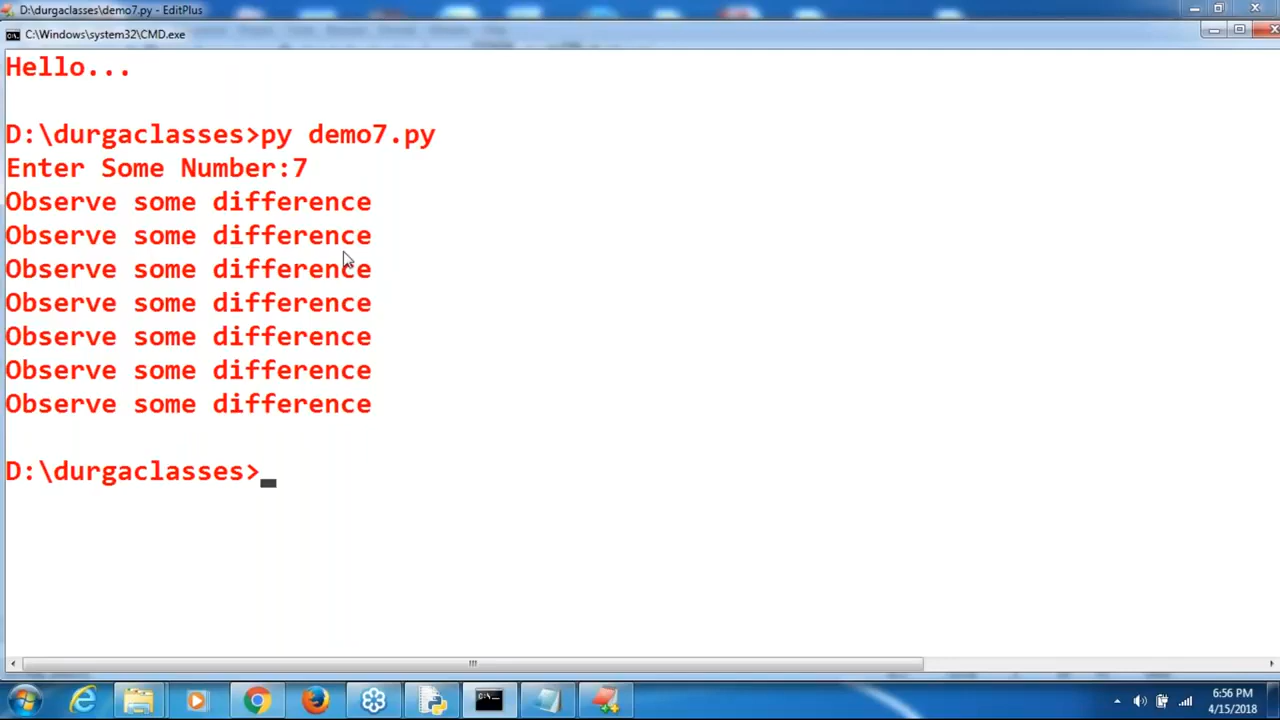 D:\durgaclasses\demo7.py - EditPlus
C:\Windows\system32\CMD.exe
Hello...
D:\durgaclasses>py demo7.py
Enter Some Number:7
Observe some difference
Observe some difference
Observe some difference
Observe some difference
Observe some difference
Observe some difference
Observe some difference
D:\durgaclasses>
6:56 PM
4/15/2018